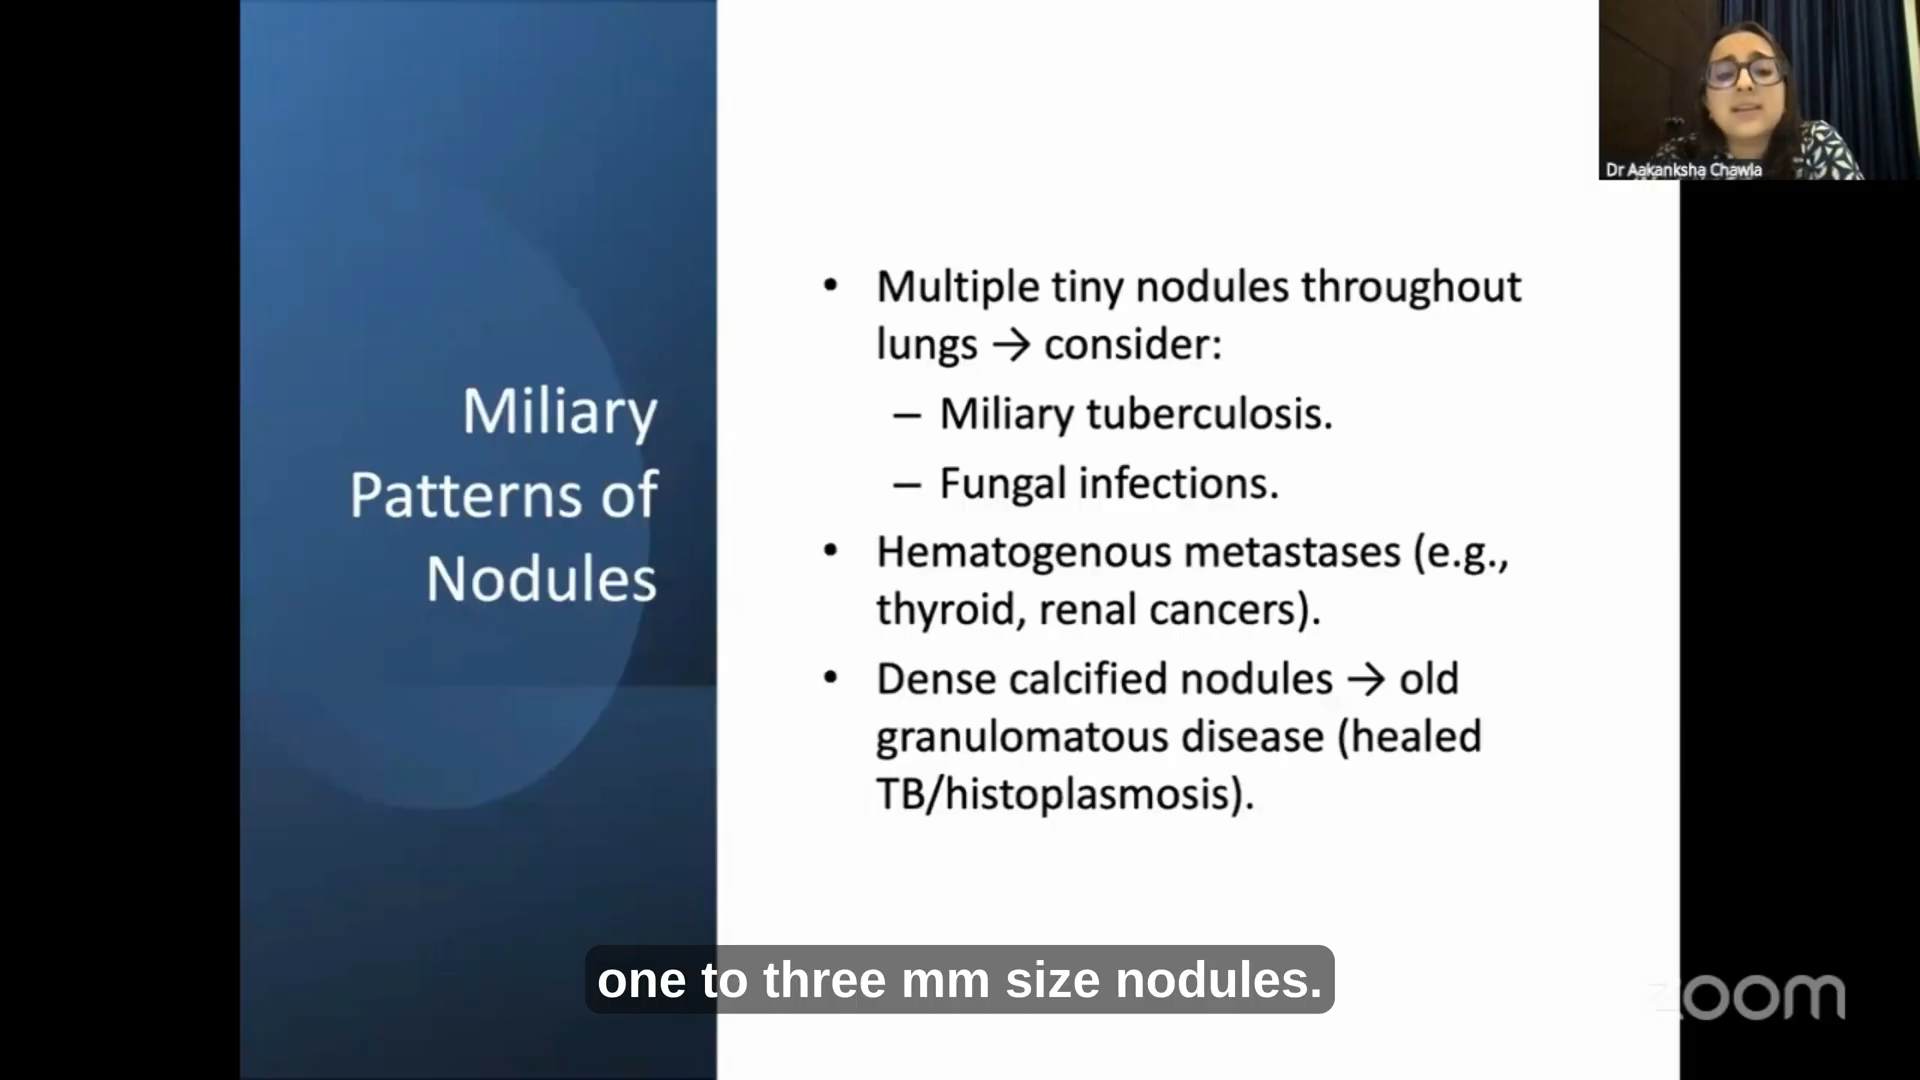 Dr Aakanksha Chawla
Miliary
Patterns of
Nodules
• Multiple tiny nodules throughout
lungs → consider:
– Miliary tuberculosis.
– Fungal infections.
• Hematogenous metastases (e.g.,
thyroid, renal cancers).
• Dense calcified nodules → old
granulomatous disease (healed
TB/histoplasmosis).
one to three mm size nodules.
zoom